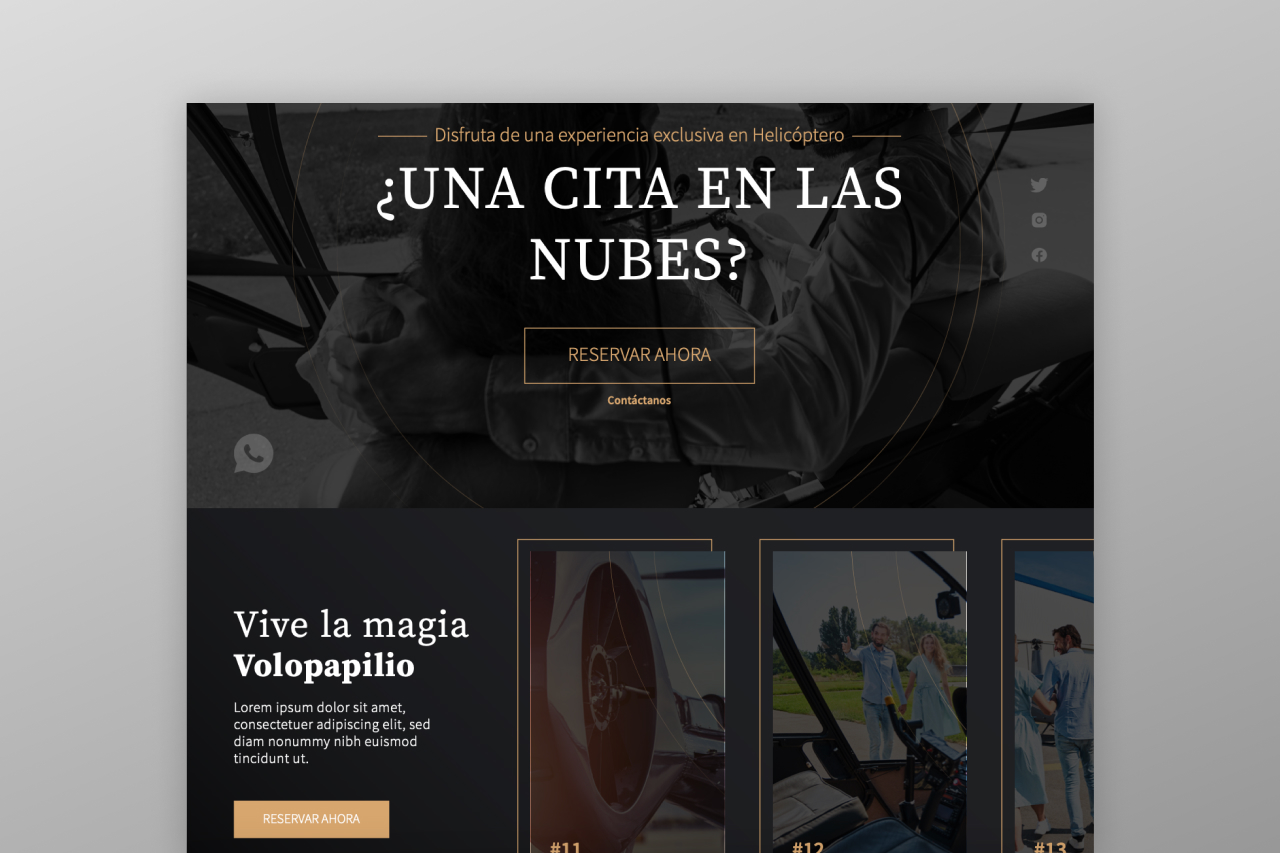 Disfruta de una experiencia exclusiva en Helicóptero
¿UNA CITA EN LAS
NUBES?
RESERVAR AHORA
Contáctanos
Vive la magia
Volopapilio
Lorem ipsum dolor sit amet,
consectetuer adipiscing elit, sed
diam nonummy nibh euismod
tincidunt ut.
RESERVAR AHORA
#11
#12
#13